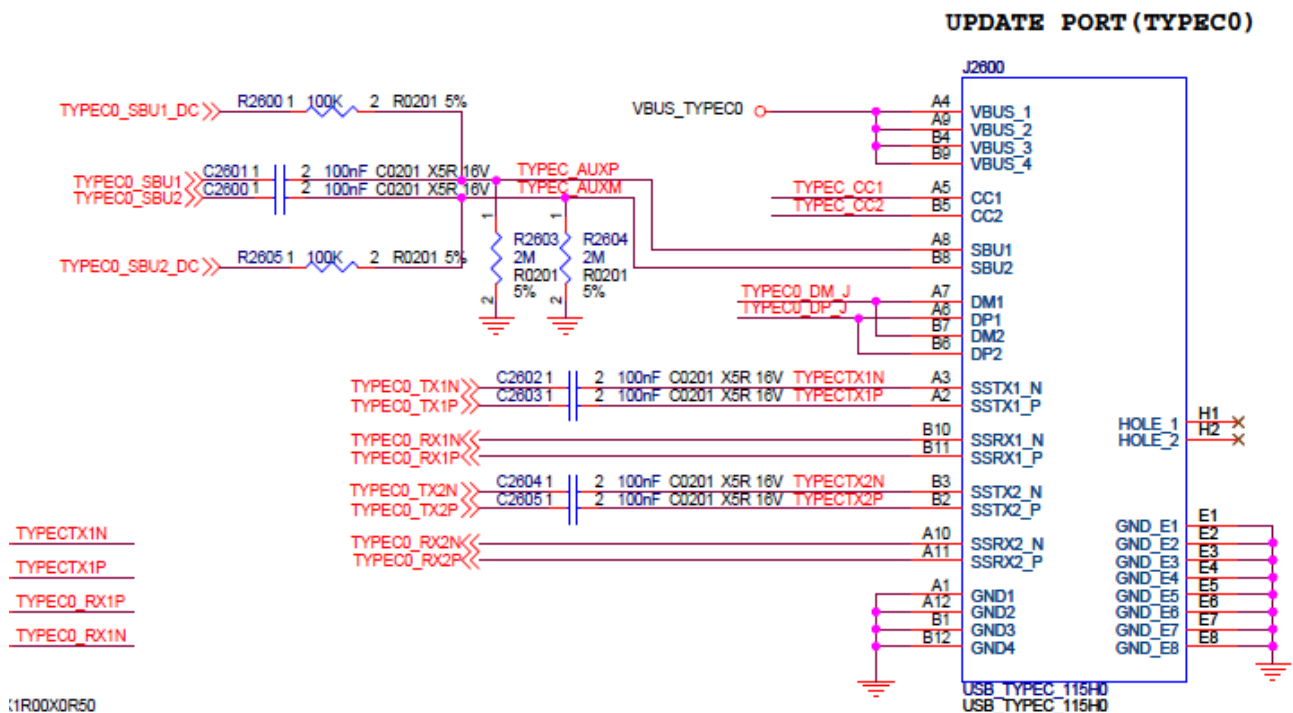 UPDATE PORT(TYPEC0)
J2600
TYPEC0_SBU1_DC R2600 1 100K 2 R0201 5%
VBUS_TYPEC0 A4 VBUS_1
A9 VBUS_2
B4 VBUS_3
B9 VBUS_4
TYPEC0_SBU1 C2601 1 2 100nF C0201 X5R 16V TYPEC_AUXP
TYPEC0_SBU2 C2600 1 2 100nF C0201 X5R 16V TYPEC_AUXM
TYPEC_CC1 A5 CC1
TYPEC_CC2 B5 CC2
1 R2603 2M R0201 5% 2
1 R2604 2M R0201 5% 2
A8 SBU1
B8 SBU2
TYPEC0_SBU2_DC R2605 1 100K 2 R0201 5%
TYPEC0_DM_J A7 DM1
TYPEC0_DP_J A6 DP1
B7 DM2
B6 DP2
TYPEC0_TX1N C2602 1 2 100nF C0201 X5R 16V TYPECTX1N A3 SSTX1_N
TYPEC0_TX1P C2603 1 2 100nF C0201 X5R 16V TYPECTX1P A2 SSTX1_P
HOLE_1 H1
HOLE_2 H2
TYPEC0_RX1N B10 SSRX1_N
TYPEC0_RX1P B11 SSRX1_P
TYPEC0_TX2N C2604 1 2 100nF C0201 X5R 16V TYPECTX2N B3 SSTX2_N
TYPEC0_TX2P C2605 1 2 100nF C0201 X5R 16V TYPECTX2P B2 SSTX2_P
TYPEC0_RX2N A10 SSRX2_N
TYPEC0_RX2P A11 SSRX2_P
GND_E1 E1
GND_E2 E2
GND_E3 E3
GND_E4 E4
GND_E5 E5
GND_E6 E6
GND_E7 E7
GND_E8 E8
A1 GND1
A12 GND2
B1 GND3
B12 GND4
TYPECTX1N
TYPECTX1P
TYPEC0_RX1P
TYPEC0_RX1N
USB_TYPEC_115H0
USB_TYPEC_115H0
1R00X0R50